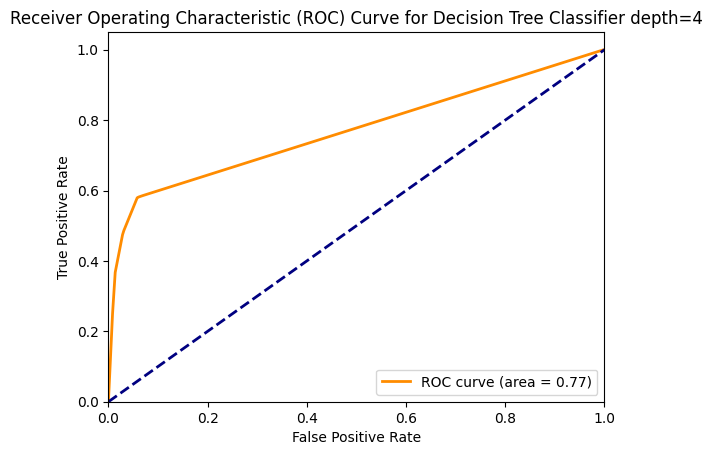 Receiver Operating Characteristic (ROC) Curve for Decision Tree Classifier depth=4
1.0
0.8
0.6
0.4
0.2
0.0
True Positive Rate
ROC curve (area = 0.77)
0.0 0.2 0.4 0.6 0.8 1.0
False Positive Rate